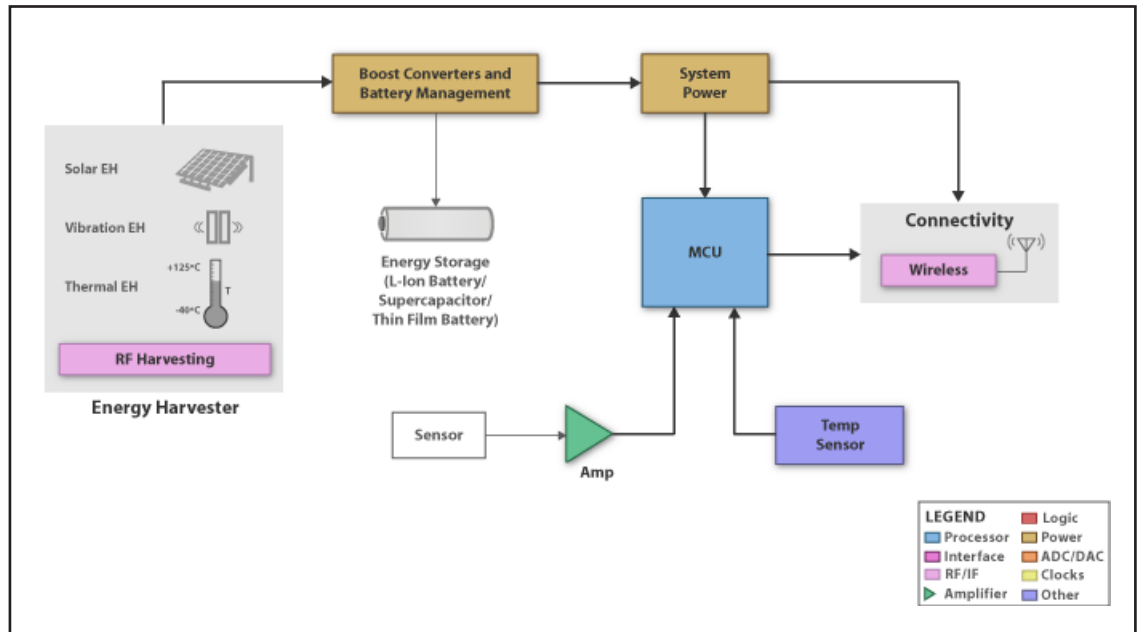 Boost Converters and
Battery Management
System
Power
Solar EH
Vibration EH
+125°C
Thermal EH
T
-40°C
RF Harvesting
Energy Harvester
Energy Storage
(L-Ion Battery/
Supercapacitor/
Thin Film Battery)
MCU
Connectivity
Wireless
Sensor
Amp
Temp
Sensor
LEGEND
Processor
Interface
RF/IF
Amplifier
Logic
Power
ADC/DAC
Clocks
Other